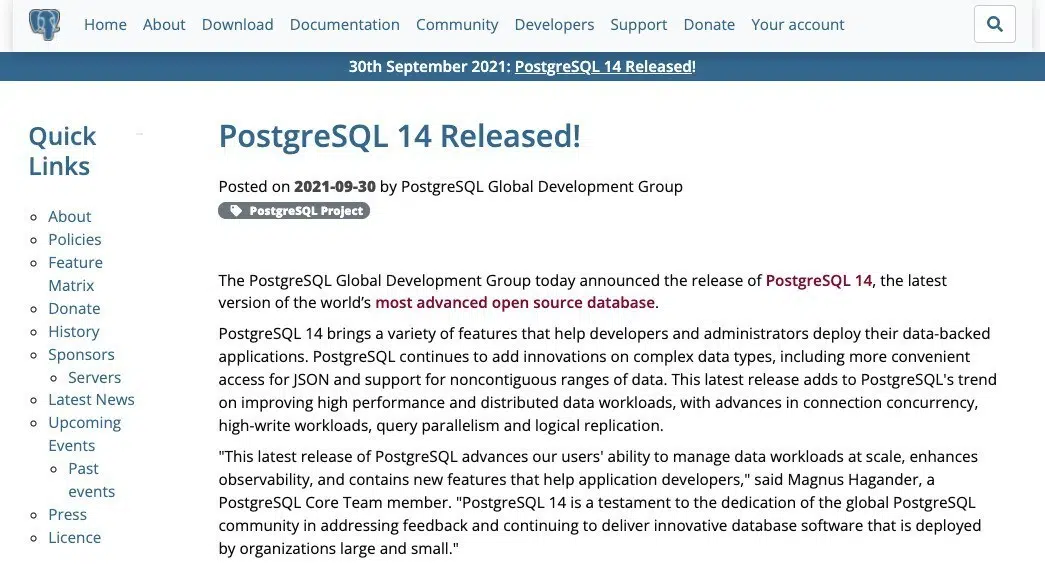 Home About Download Documentation Community Developers Support Donate Your account
30th September 2021: PostgreSQL 14 Released!
Quick
Links
About
Policies
Feature
Matrix
Donate
History
Sponsors
Servers
Latest News
Upcoming
Events
Past
events
Press
Licence
PostgreSQL 14 Released!
Posted on 2021-09-30 by PostgreSQL Global Development Group
PostgreSQL Project
The PostgreSQL Global Development Group today announced the release of PostgreSQL 14, the latest
version of the world’s most advanced open source database.
PostgreSQL 14 brings a variety of features that help developers and administrators deploy their data-backed
applications. PostgreSQL continues to add innovations on complex data types, including more convenient
access for JSON and support for noncontiguous ranges of data. This latest release adds to PostgreSQL's trend
on improving high performance and distributed data workloads, with advances in connection concurrency,
high-write workloads, query parallelism and logical replication.
"This latest release of PostgreSQL advances our users' ability to manage data workloads at scale, enhances
observability, and contains new features that help application developers," said Magnus Hagander, a
PostgreSQL Core Team member. "PostgreSQL 14 is a testament to the dedication of the global PostgreSQL
community in addressing feedback and continuing to deliver innovative database software that is deployed
by organizations large and small."